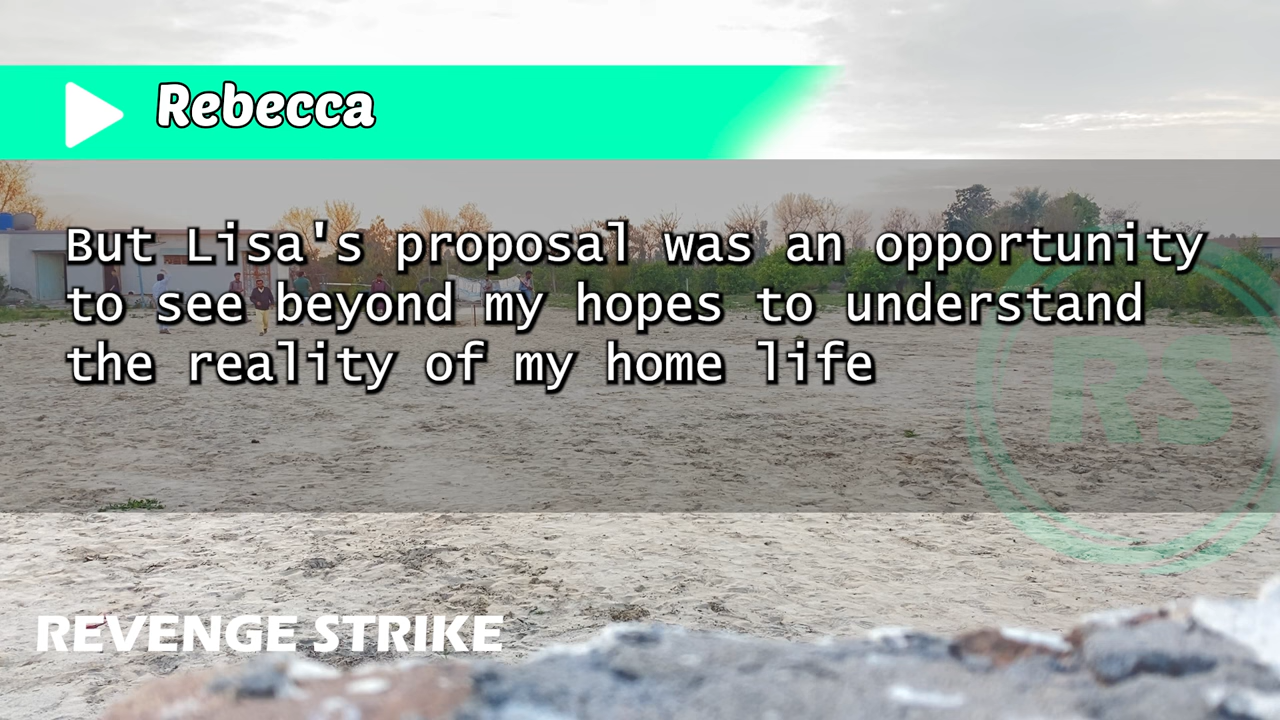 Rebecca
But Lisa's proposal was an opportunity
to see beyond my hopes to understand
the reality of my home life
RS
REVENGE STRIKE